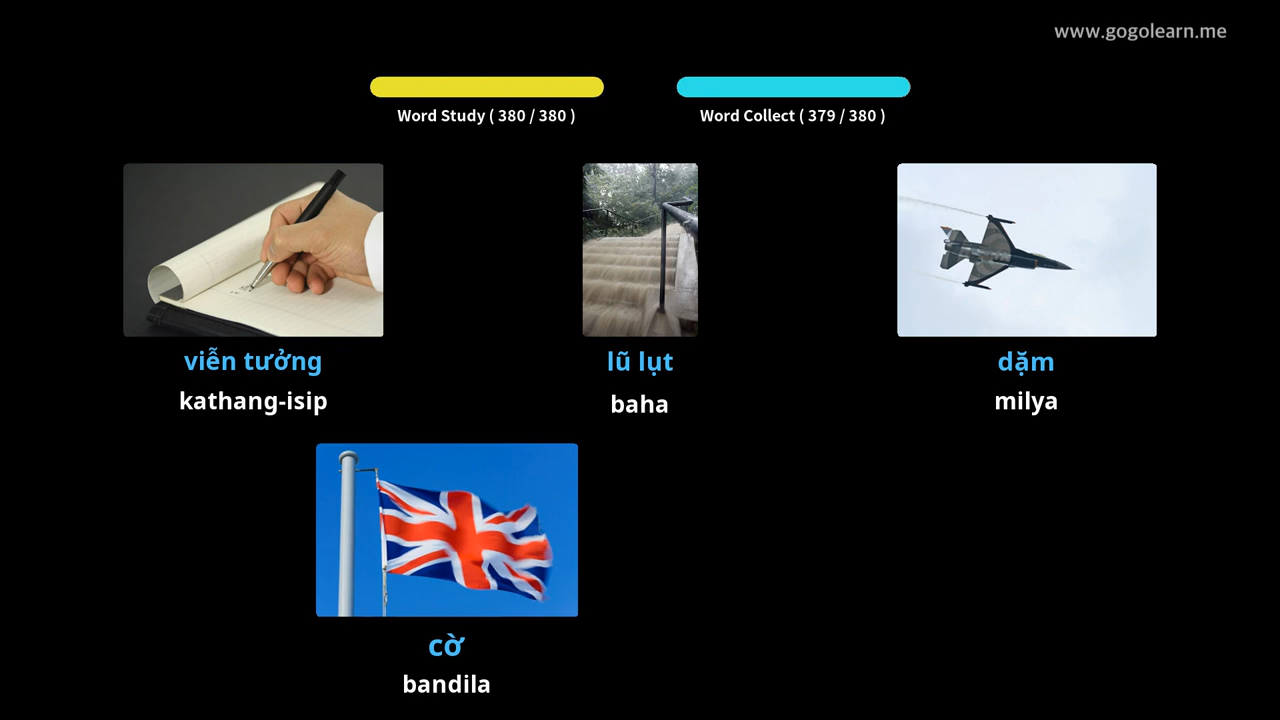 www.gogolearn.me
Word Study ( 380 / 380 )
Word Collect ( 379 / 380 )
viễn tưởng
kathang-isip
lũ lụt
baha
dặm
milya
cờ
bandila